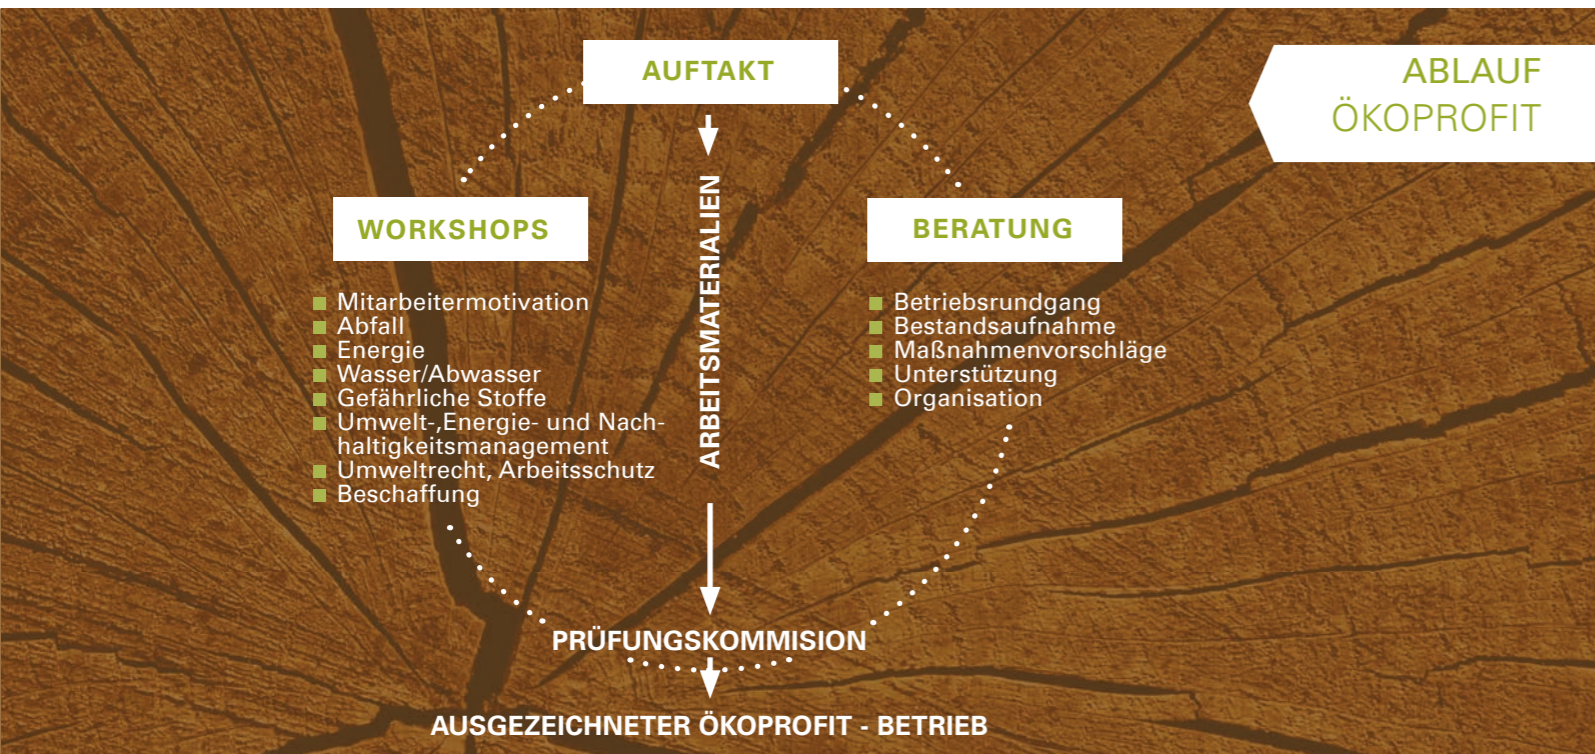 ABLAUF
ÖKOPROFIT
AUFTAKT
WORKSHOPS
Mitarbeitermotivation
Abfall
Energie
Wasser/Abwasser
Gefährliche Stoffe
Umwelt-,Energie- und Nach-
haltigkeitsmanagement
Umweltrecht, Arbeitsschutz
Beschaffung
ARBEITSMATERIALIEN
BERATUNG
Betriebsrundgang
Bestandsaufnahme
Maßnahmenvorschläge
Unterstützung
Organisation
PRÜFUNGSKOMMISION
AUSGEZEICHNETER ÖKOPROFIT - BETRIEB